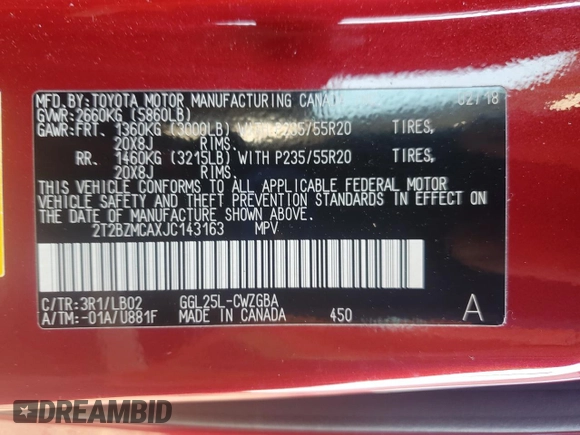 MFD.BY:TOYOTA MOTOR MANUFACTURING CANA 02/18
GVWR:2660KG (5860LB)
GAWR:FRT. 1360KG (3000LB) WITH P235/55R20 TIRES,
20X8J RIMS.
RR. 1460KG (3215LB) WITH P235/55R20 TIRES,
20X8J RIMS.
THIS VEHICLE CONFORMS TO ALL APPLICABLE FEDERAL MOTOR
VEHICLE SAFETY AND THEFT PREVENTION STANDARDS IN EFFECT ON
THE DATE OF MANUFACTURE SHOWN ABOVE.
2T2BZMCAXJC143163 MPV
C/TR:3R1/LB02 GGL25L-CWZGBA
A/TM:-01A/U881F MADE IN CANADA 450 A
DREAMBID